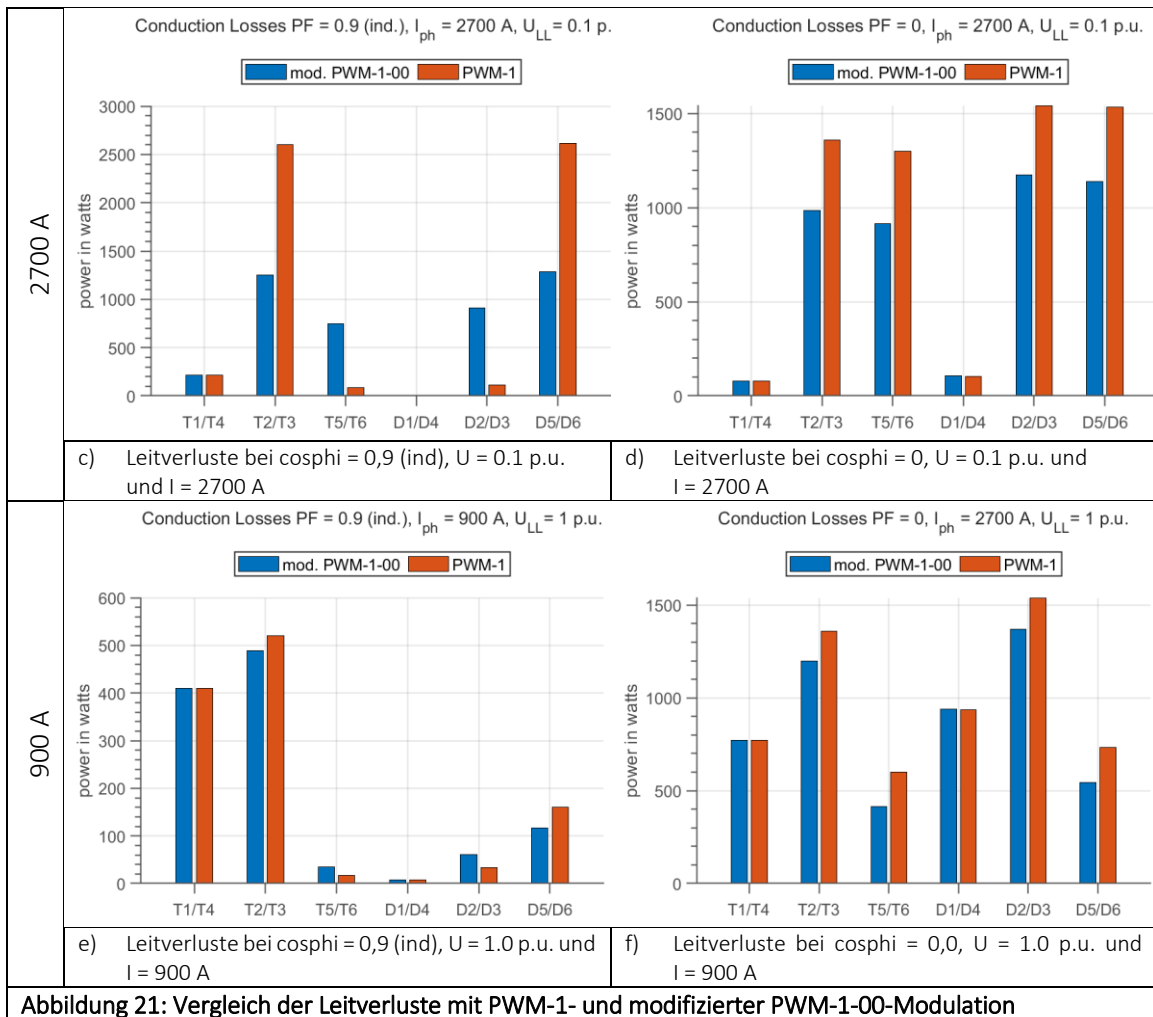 Conduction Losses PF = 0.9 (ind.), Iph = 2700 A, ULL= 0.1 p.
mod. PWM-1-00 PWM-1
3000
2500
2000
1500
1000
500
0
power in watts
T1/T4 T2/T3 T5/T6 D1/D4 D2/D3 D5/D6
Conduction Losses PF = 0, Iph = 2700 A, ULL= 0.1 p.u.
mod. PWM-1-00 PWM-1
1500
1000
500
0
power in watts
T1/T4 T2/T3 T5/T6 D1/D4 D2/D3 D5/D6
2700 A
c) Leitverluste bei cosphi = 0,9 (ind), U = 0.1 p.u.
und I = 2700 A
d) Leitverluste bei cosphi = 0, U = 0.1 p.u. und
I = 2700 A
Conduction Losses PF = 0.9 (ind.), Iph = 900 A, ULL= 1 p.u.
mod. PWM-1-00 PWM-1
600
500
400
300
200
100
0
power in watts
T1/T4 T2/T3 T5/T6 D1/D4 D2/D3 D5/D6
Conduction Losses PF = 0, Iph = 2700 A, ULL= 1 p.u.
mod. PWM-1-00 PWM-1
1500
1000
500
0
power in watts
T1/T4 T2/T3 T5/T6 D1/D4 D2/D3 D5/D6
900 A
e) Leitverluste bei cosphi = 0,9 (ind), U = 1.0 p.u. und
I = 900 A
f) Leitverluste bei cosphi = 0,0, U = 1.0 p.u. und
I = 900 A
Abbildung 21: Vergleich der Leitverluste mit PWM-1- und modifizierter PWM-1-00-Modulation